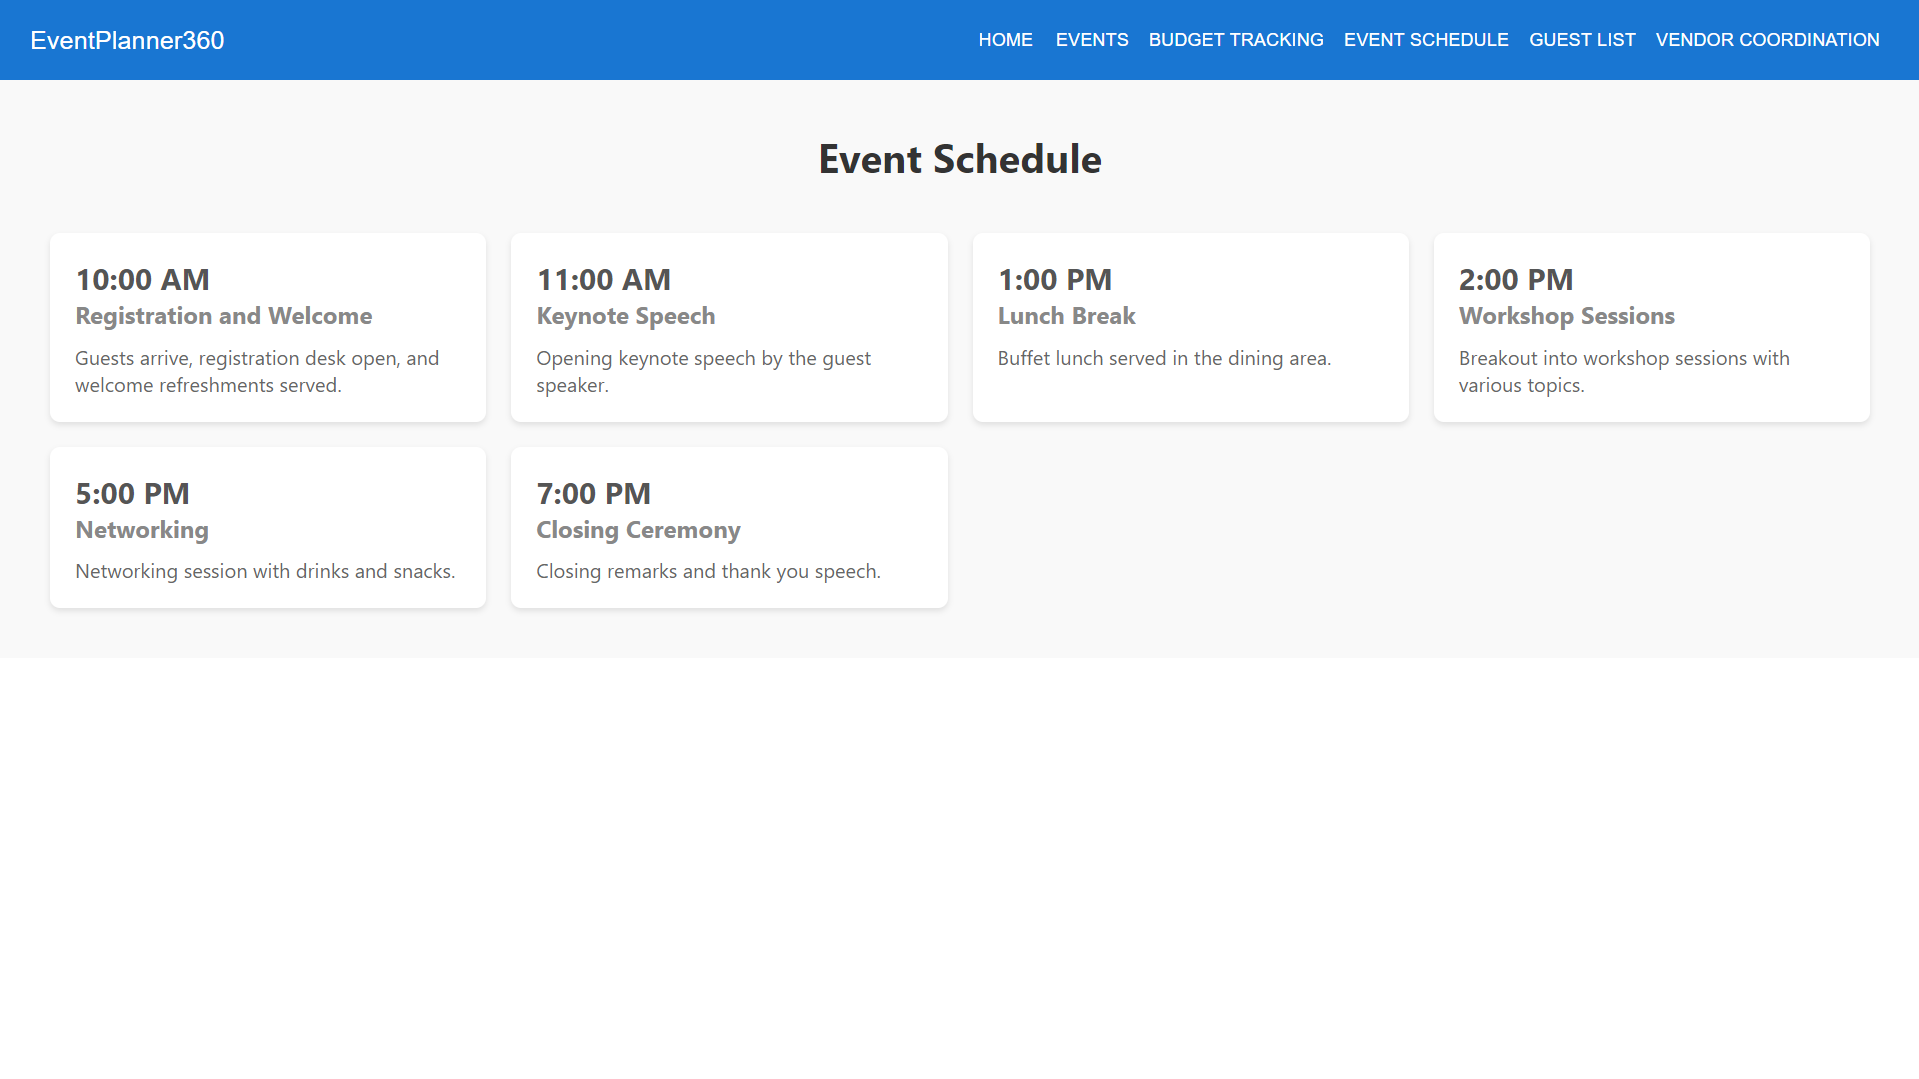 EventPlanner360
HOME EVENTS BUDGET TRACKING EVENT SCHEDULE GUEST LIST VENDOR COORDINATION
Event Schedule
10:00 AM
Registration and Welcome
Guests arrive, registration desk open, and
welcome refreshments served.
11:00 AM
Keynote Speech
Opening keynote speech by the guest
speaker.
1:00 PM
Lunch Break
Buffet lunch served in the dining area.
2:00 PM
Workshop Sessions
Breakout into workshop sessions with
various topics.
5:00 PM
Networking
Networking session with drinks and snacks.
7:00 PM
Closing Ceremony
Closing remarks and thank you speech.